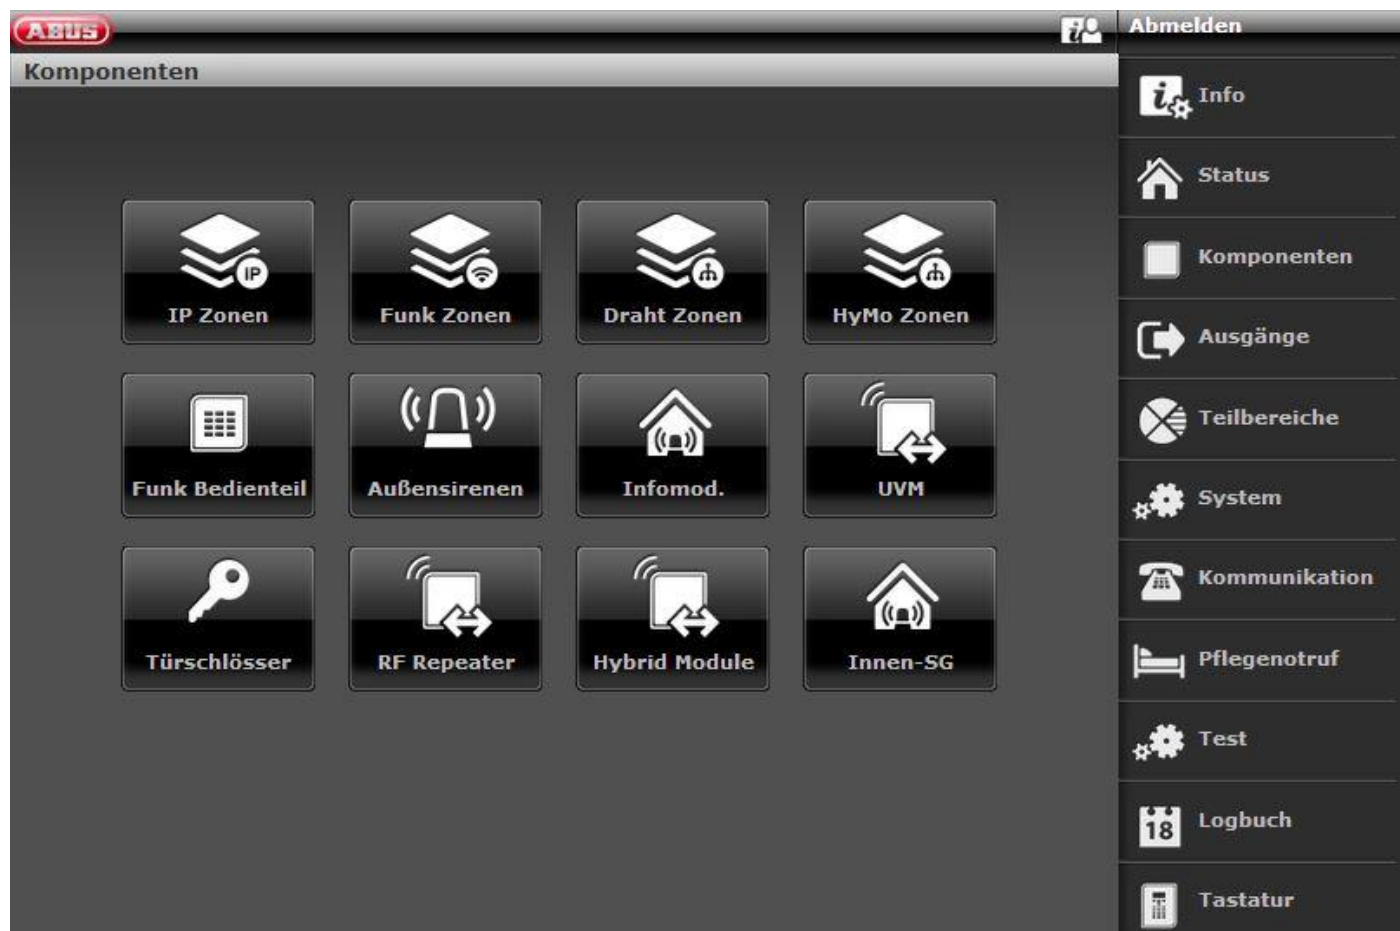 ABUS
Abmelden
Komponenten
IP Zonen
Funk Zonen
Draht Zonen
HyMo Zonen
Funk Bedienteil
Außensirenen
Infomod.
UVM
Türschlösser
RF Repeater
Hybrid Module
Innen-SG
Info
Status
Komponenten
Ausgänge
Teilbereiche
System
Kommunikation
Pflegenotruf
Test
18
Logbuch
Tastatur
IP